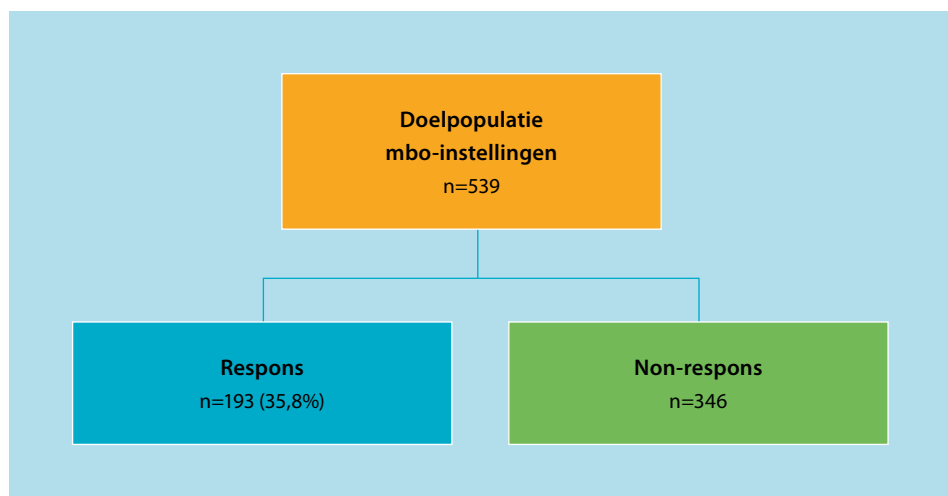 Doelpopulatie
mbo-instellingen
n=539
Respons
n=193 (35,8%)
Non-respons
n=346